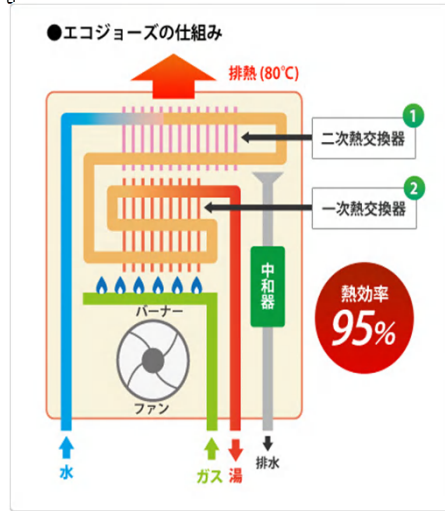 ●エコジョーズの仕組み
排熱(80℃)
1
二次熱交換器
2
一次熱交換器
中和器
熱効率
95%
バーナー
ファン
水
ガス
湯
排水